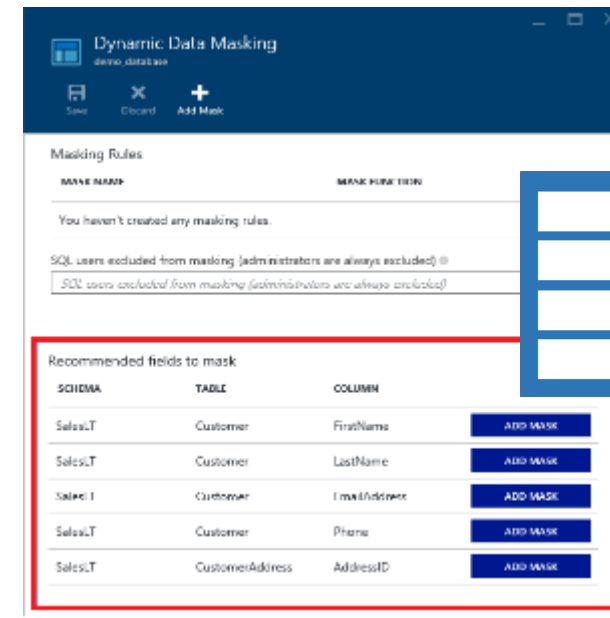 Dynamic Data Masking
demo_database
Save Discard Add Mask
Masking Rules
MASK NAME MASK FUNCTION
You haven't created any masking rules.
SQL users excluded from masking (administrators are always excluded)
SQL users excluded from masking (administrators are always excluded)
Recommended fields to mask
SCHEMA TABLE COLUMN
SalesLT Customer FirstName ADD MASK
SalesLT Customer LastName ADD MASK
SalesLT Customer EmailAddress ADD MASK
SalesLT Customer Phone ADD MASK
SalesLT CustomerAddress AddressID ADD MASK